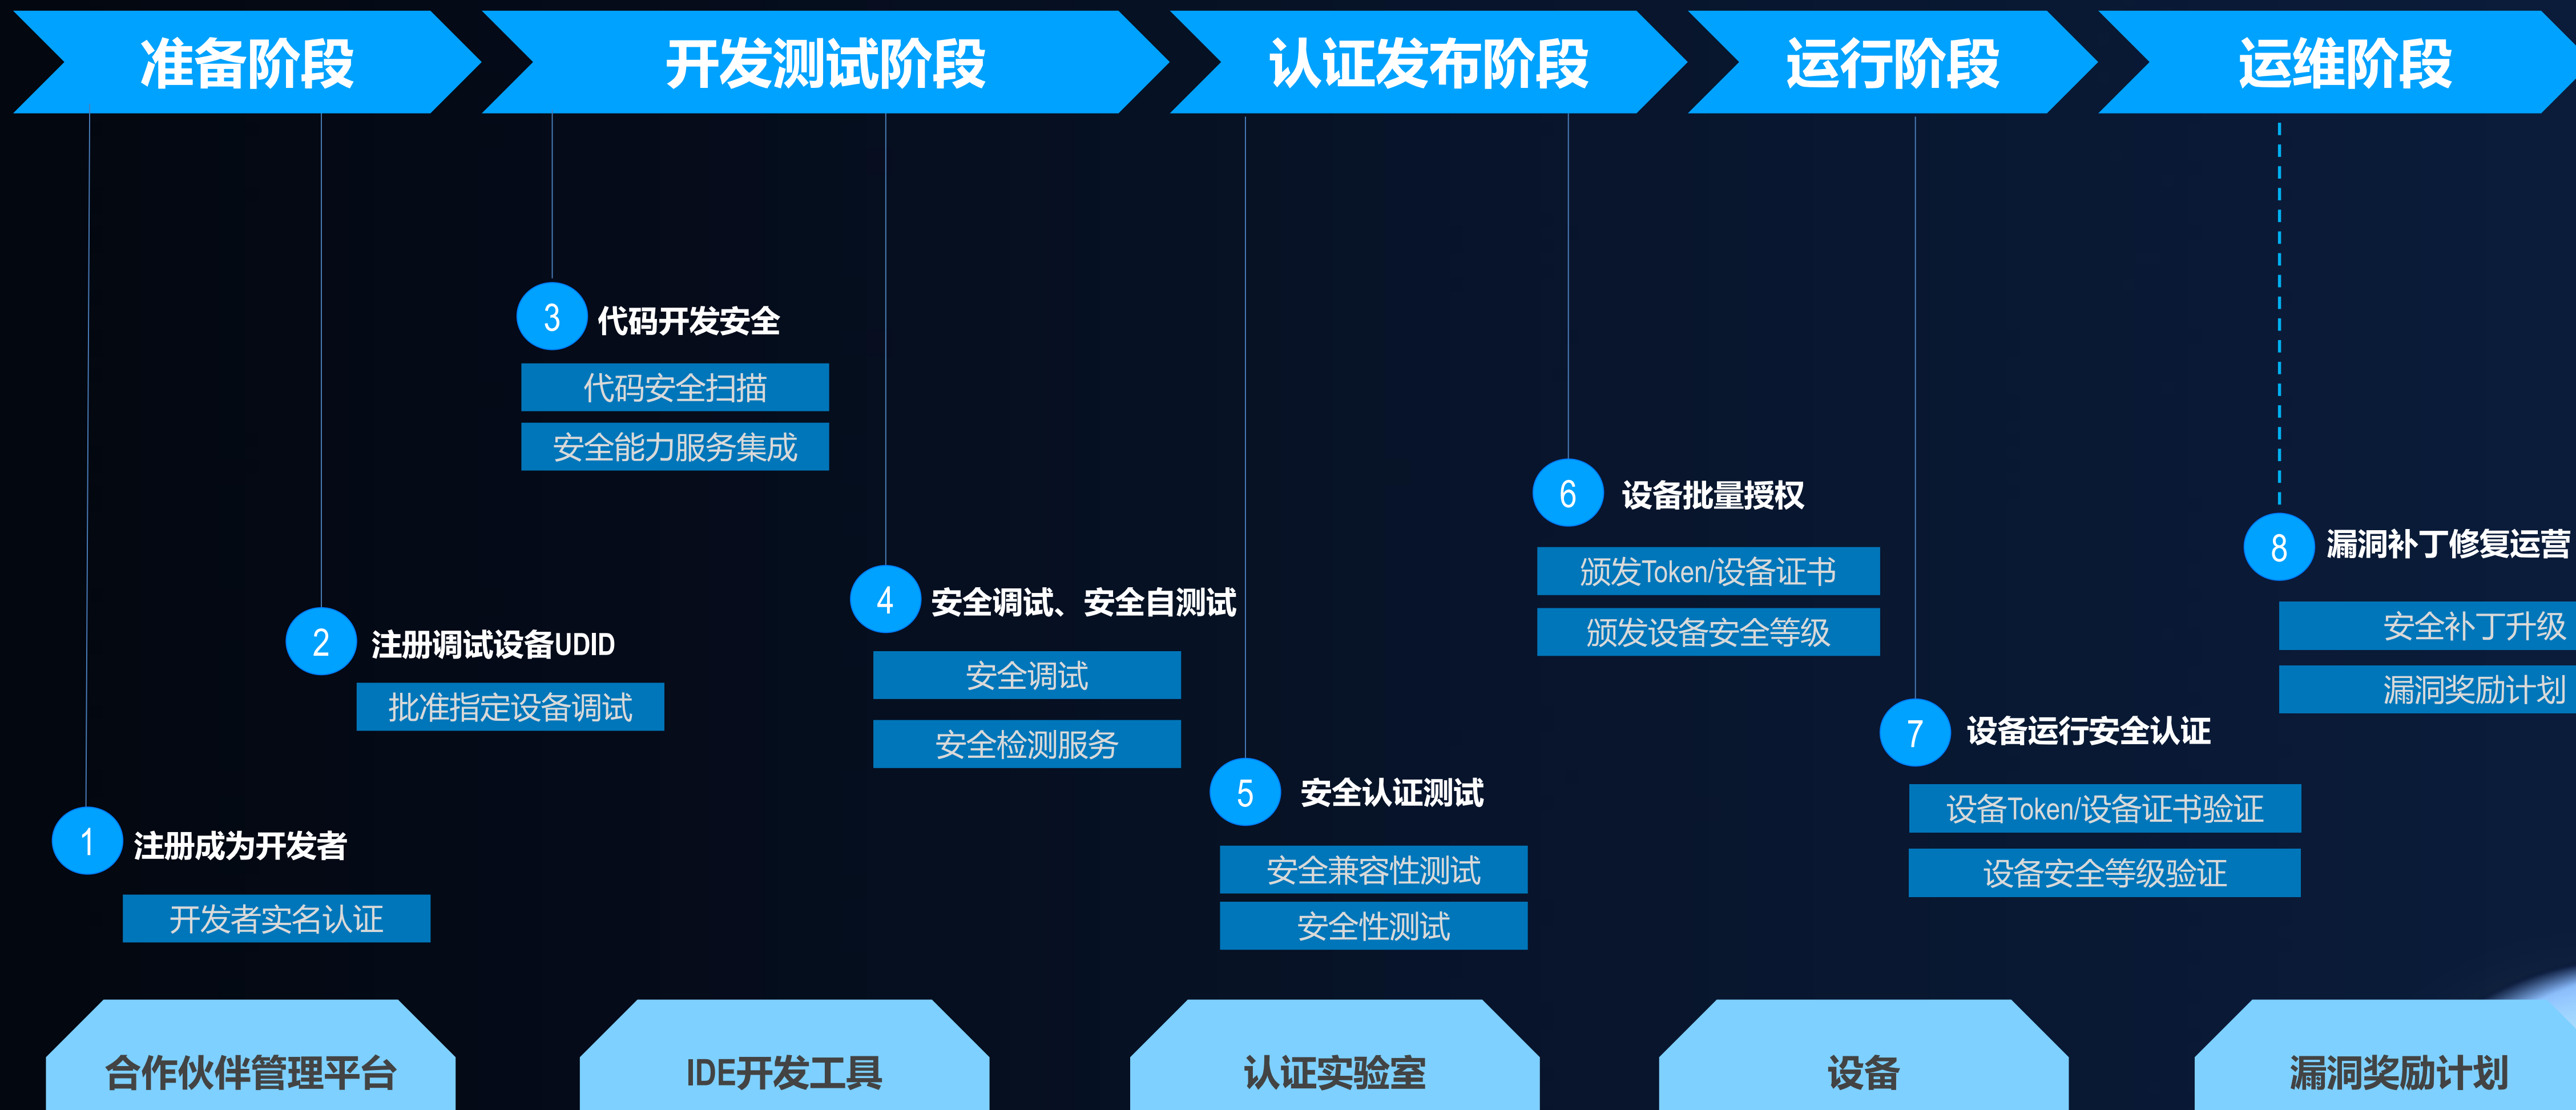 准备阶段
开发测试阶段
认证发布阶段
运行阶段
运维阶段
3 代码开发安全
代码安全扫描
安全能力服务集成
6 设备批量授权
颁发Token/设备证书
颁发设备安全等级
8 漏洞补丁修复运营
安全补丁升级
漏洞奖励计划
4 安全调试、安全自测试
安全调试
安全检测服务
2 注册调试设备UDID
批准指定设备调试
7 设备运行安全认证
设备Token/设备证书验证
设备安全等级验证
5 安全认证测试
安全兼容性测试
安全性测试
1 注册成为开发者
开发者实名认证
合作伙伴管理平台
IDE开发工具
认证实验室
设备
漏洞奖励计划